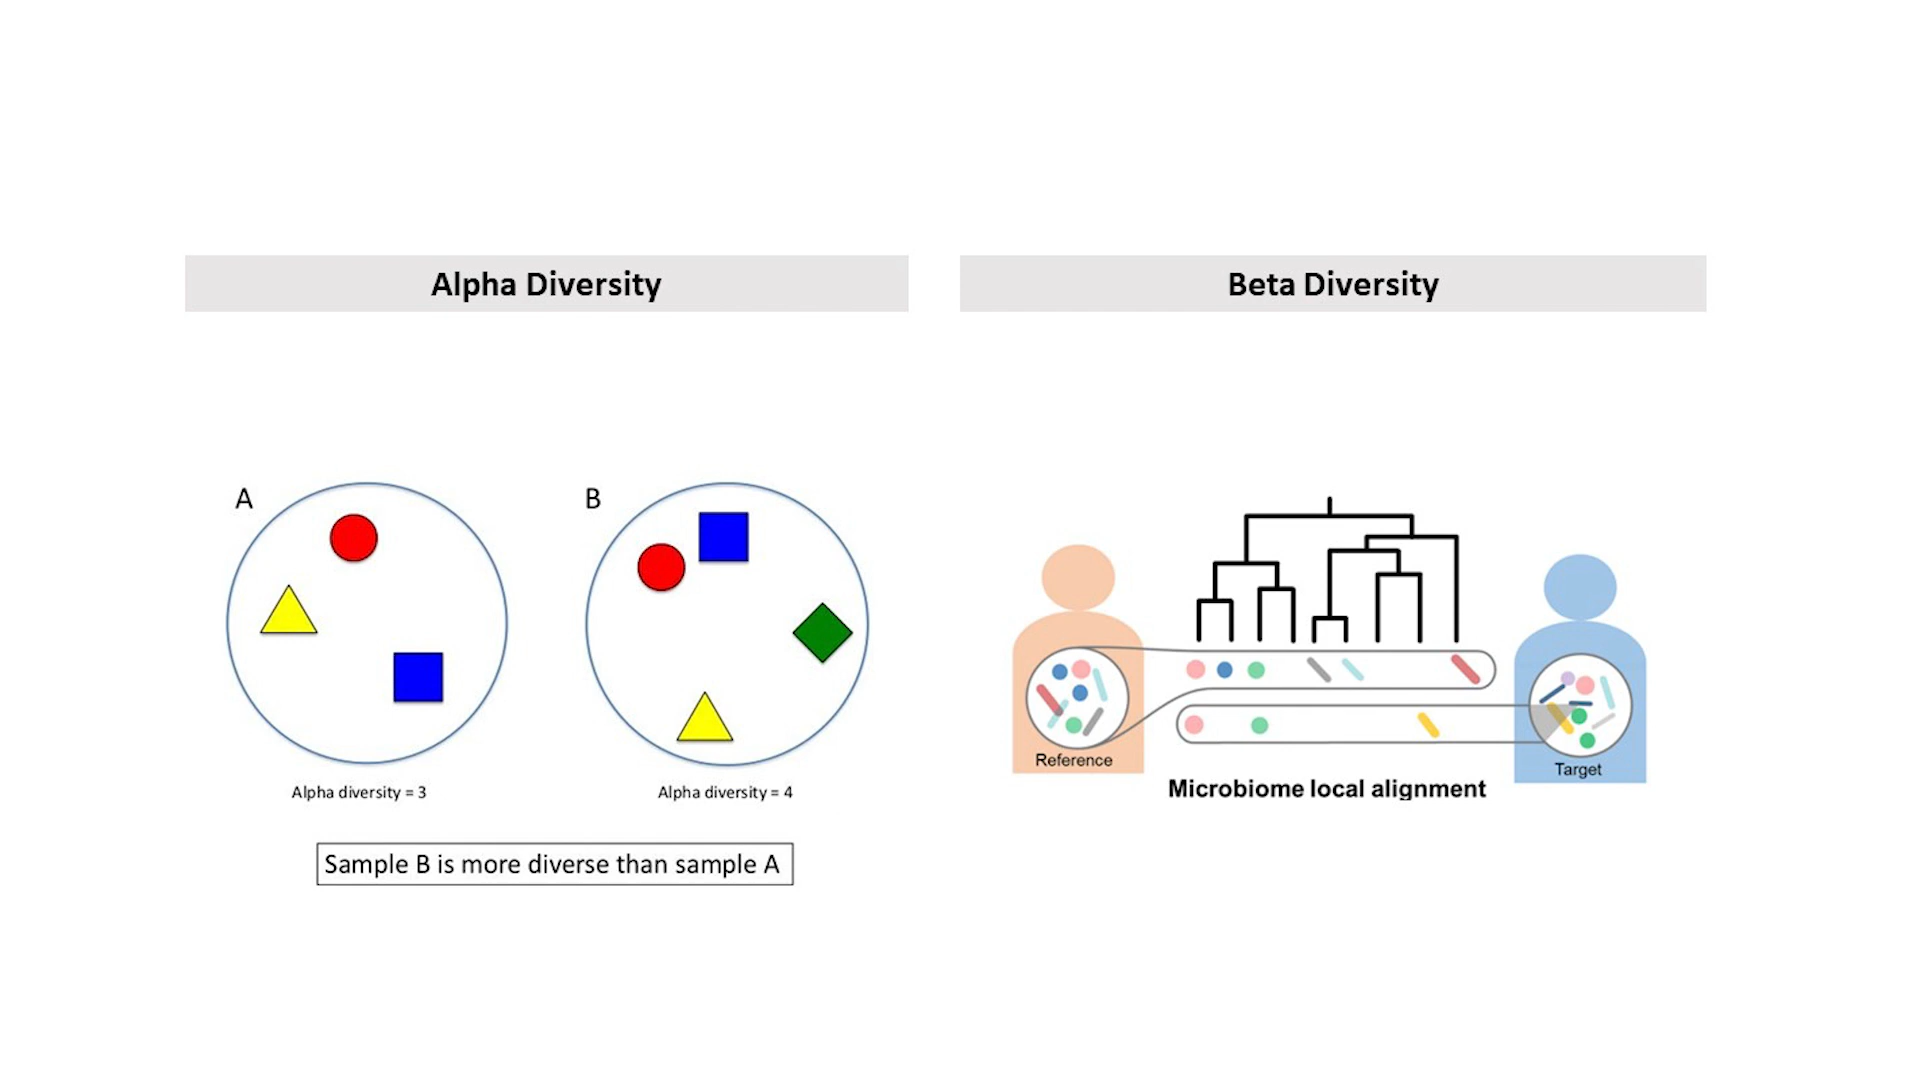 Alpha Diversity
A
B
Alpha diversity = 3
Alpha diversity = 4
Sample B is more diverse than sample A
Beta Diversity
Reference
Target
Microbiome local alignment